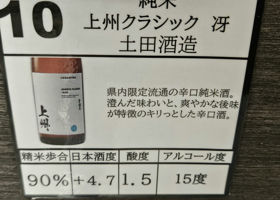 10
純米
上州クラシック 冴
土田酒造
上州
県内限定流通の辛口純米酒。
澄んだ味わいと、爽やかな後味
が特徴のキリっとした辛口酒。
精米歩合 日本酒度 酸度 アルコール度
90% +4.7 1.5 15度